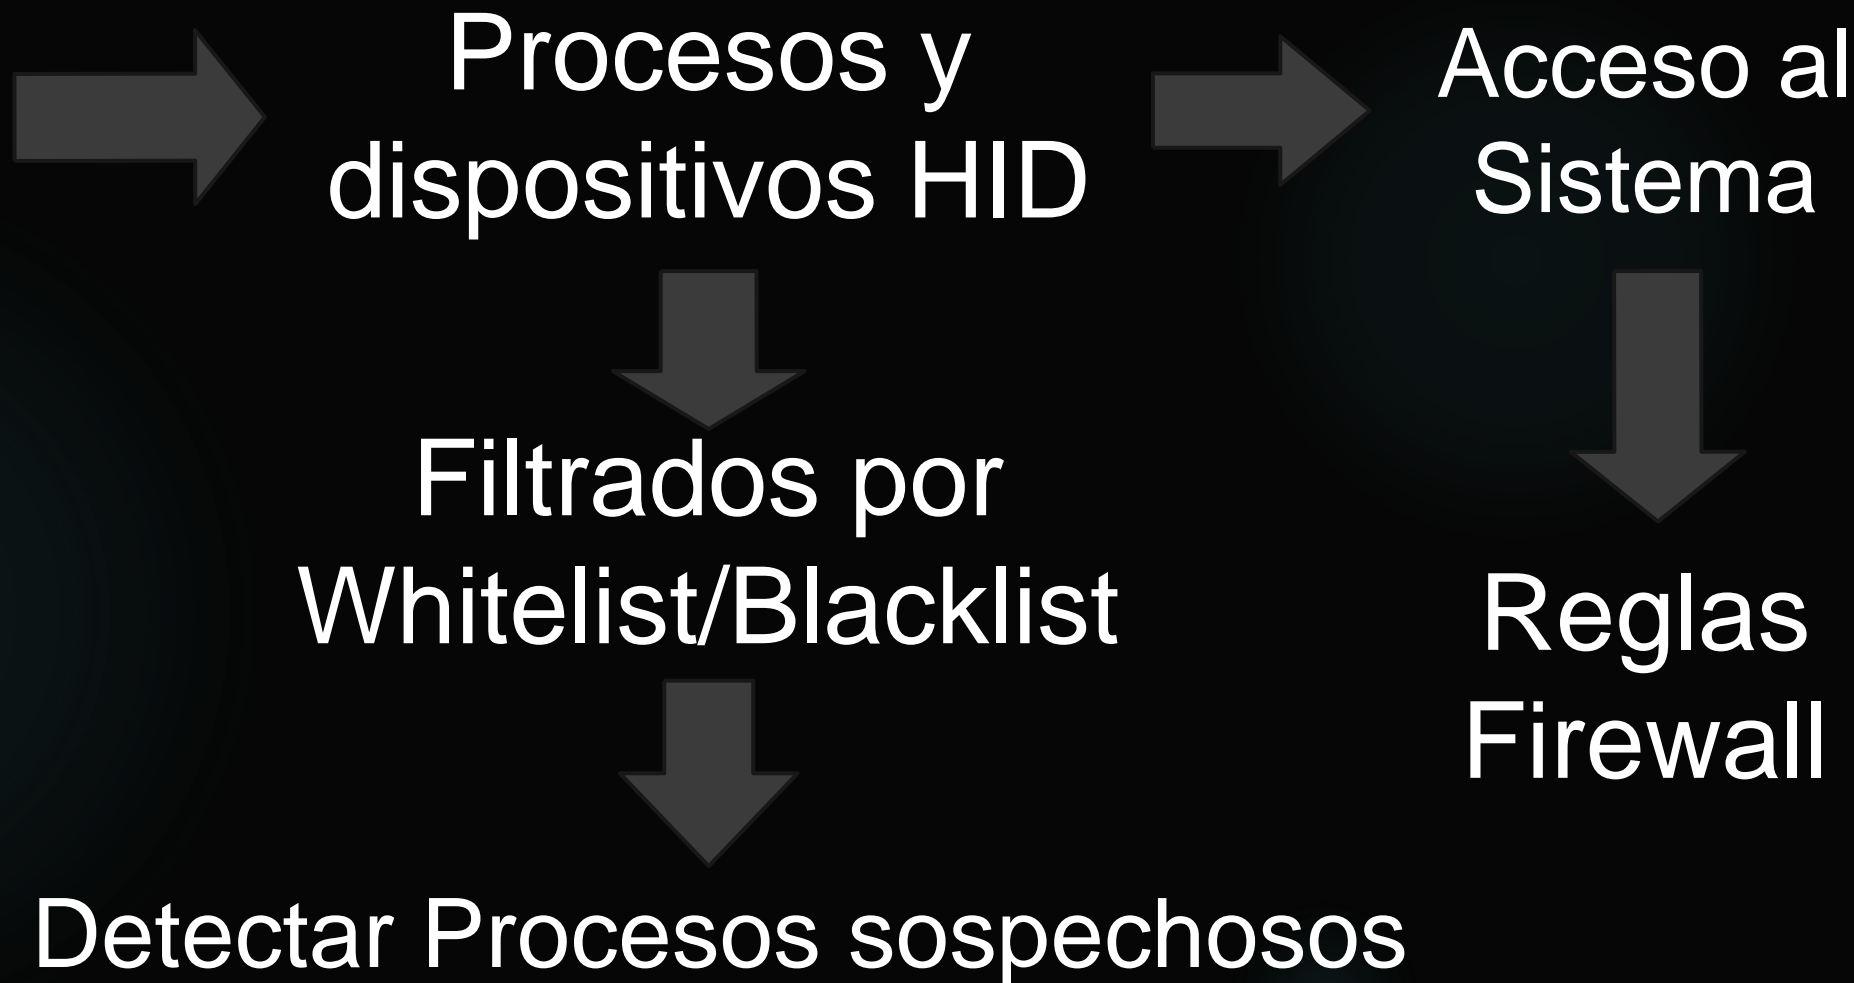 Procesos y
dispositivos HID
Acceso al
Sistema
Filtrados por
Whitelist/Blacklist
Reglas
Firewall
Detectar Procesos sospechosos